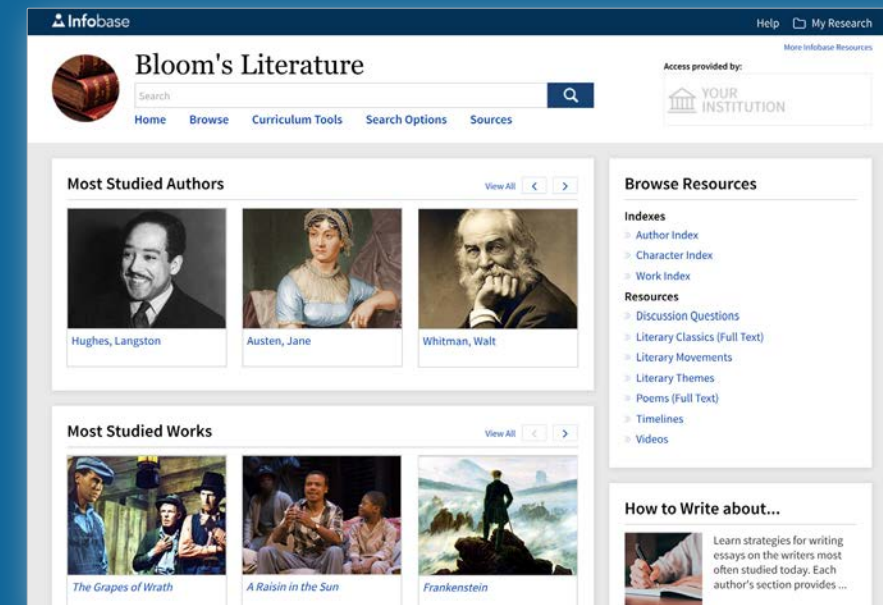 Infobase
Help My Research
More Infobase Resources
Bloom's Literature
Access provided by:
Search
YOUR
INSTITUTION
Home Browse Curriculum Tools Search Options Sources
Most Studied Authors
View All
Hughes, Langston
Austen, Jane
Whitman, Walt
Most Studied Works
View All
The Grapes of Wrath
A Raisin in the Sun
Frankenstein
Browse Resources
Indexes
» Author Index
» Character Index
» Work Index
Resources
» Discussion Questions
» Literary Classics (Full Text)
» Literary Movements
» Literary Themes
» Poems (Full Text)
» Timelines
» Videos
How to Write about...
Learn strategies for writing
essays on the writers most
often studied today. Each
author's section provides ...